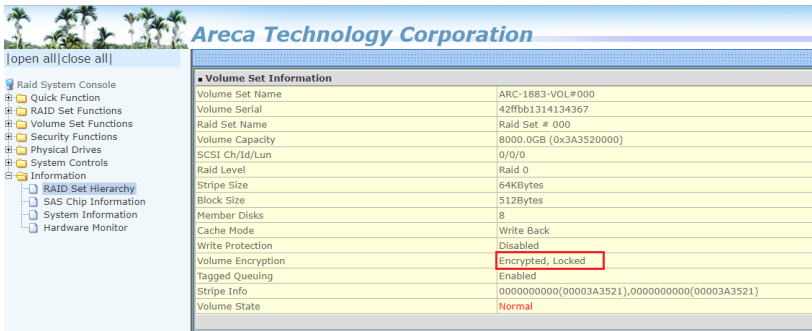 Areca Technology Corporation
|open all|close all|
Raid System Console
Quick Function
RAID Set Functions
Volume Set Functions
Security Functions
Physical Drives
System Controls
Information
RAID Set Hierarchy
SAS Chip Information
System Information
Hardware Monitor
Volume Set Information
Volume Set Name ARC-1883-VOL#000
Volume Serial 42ffbb1314134367
Raid Set Name Raid Set # 000
Volume Capacity 8000.0GB (0x3A3520000)
SCSI Ch/Id/Lun 0/0/0
Raid Level Raid 0
Stripe Size 64KBytes
Block Size 512Bytes
Member Disks 8
Cache Mode Write Back
Write Protection Disabled
Volume Encryption Encrypted, Locked
Tagged Queuing Enabled
Stripe Info 0000000000(00003A3521),0000000000(00003A3521)
Volume State Normal